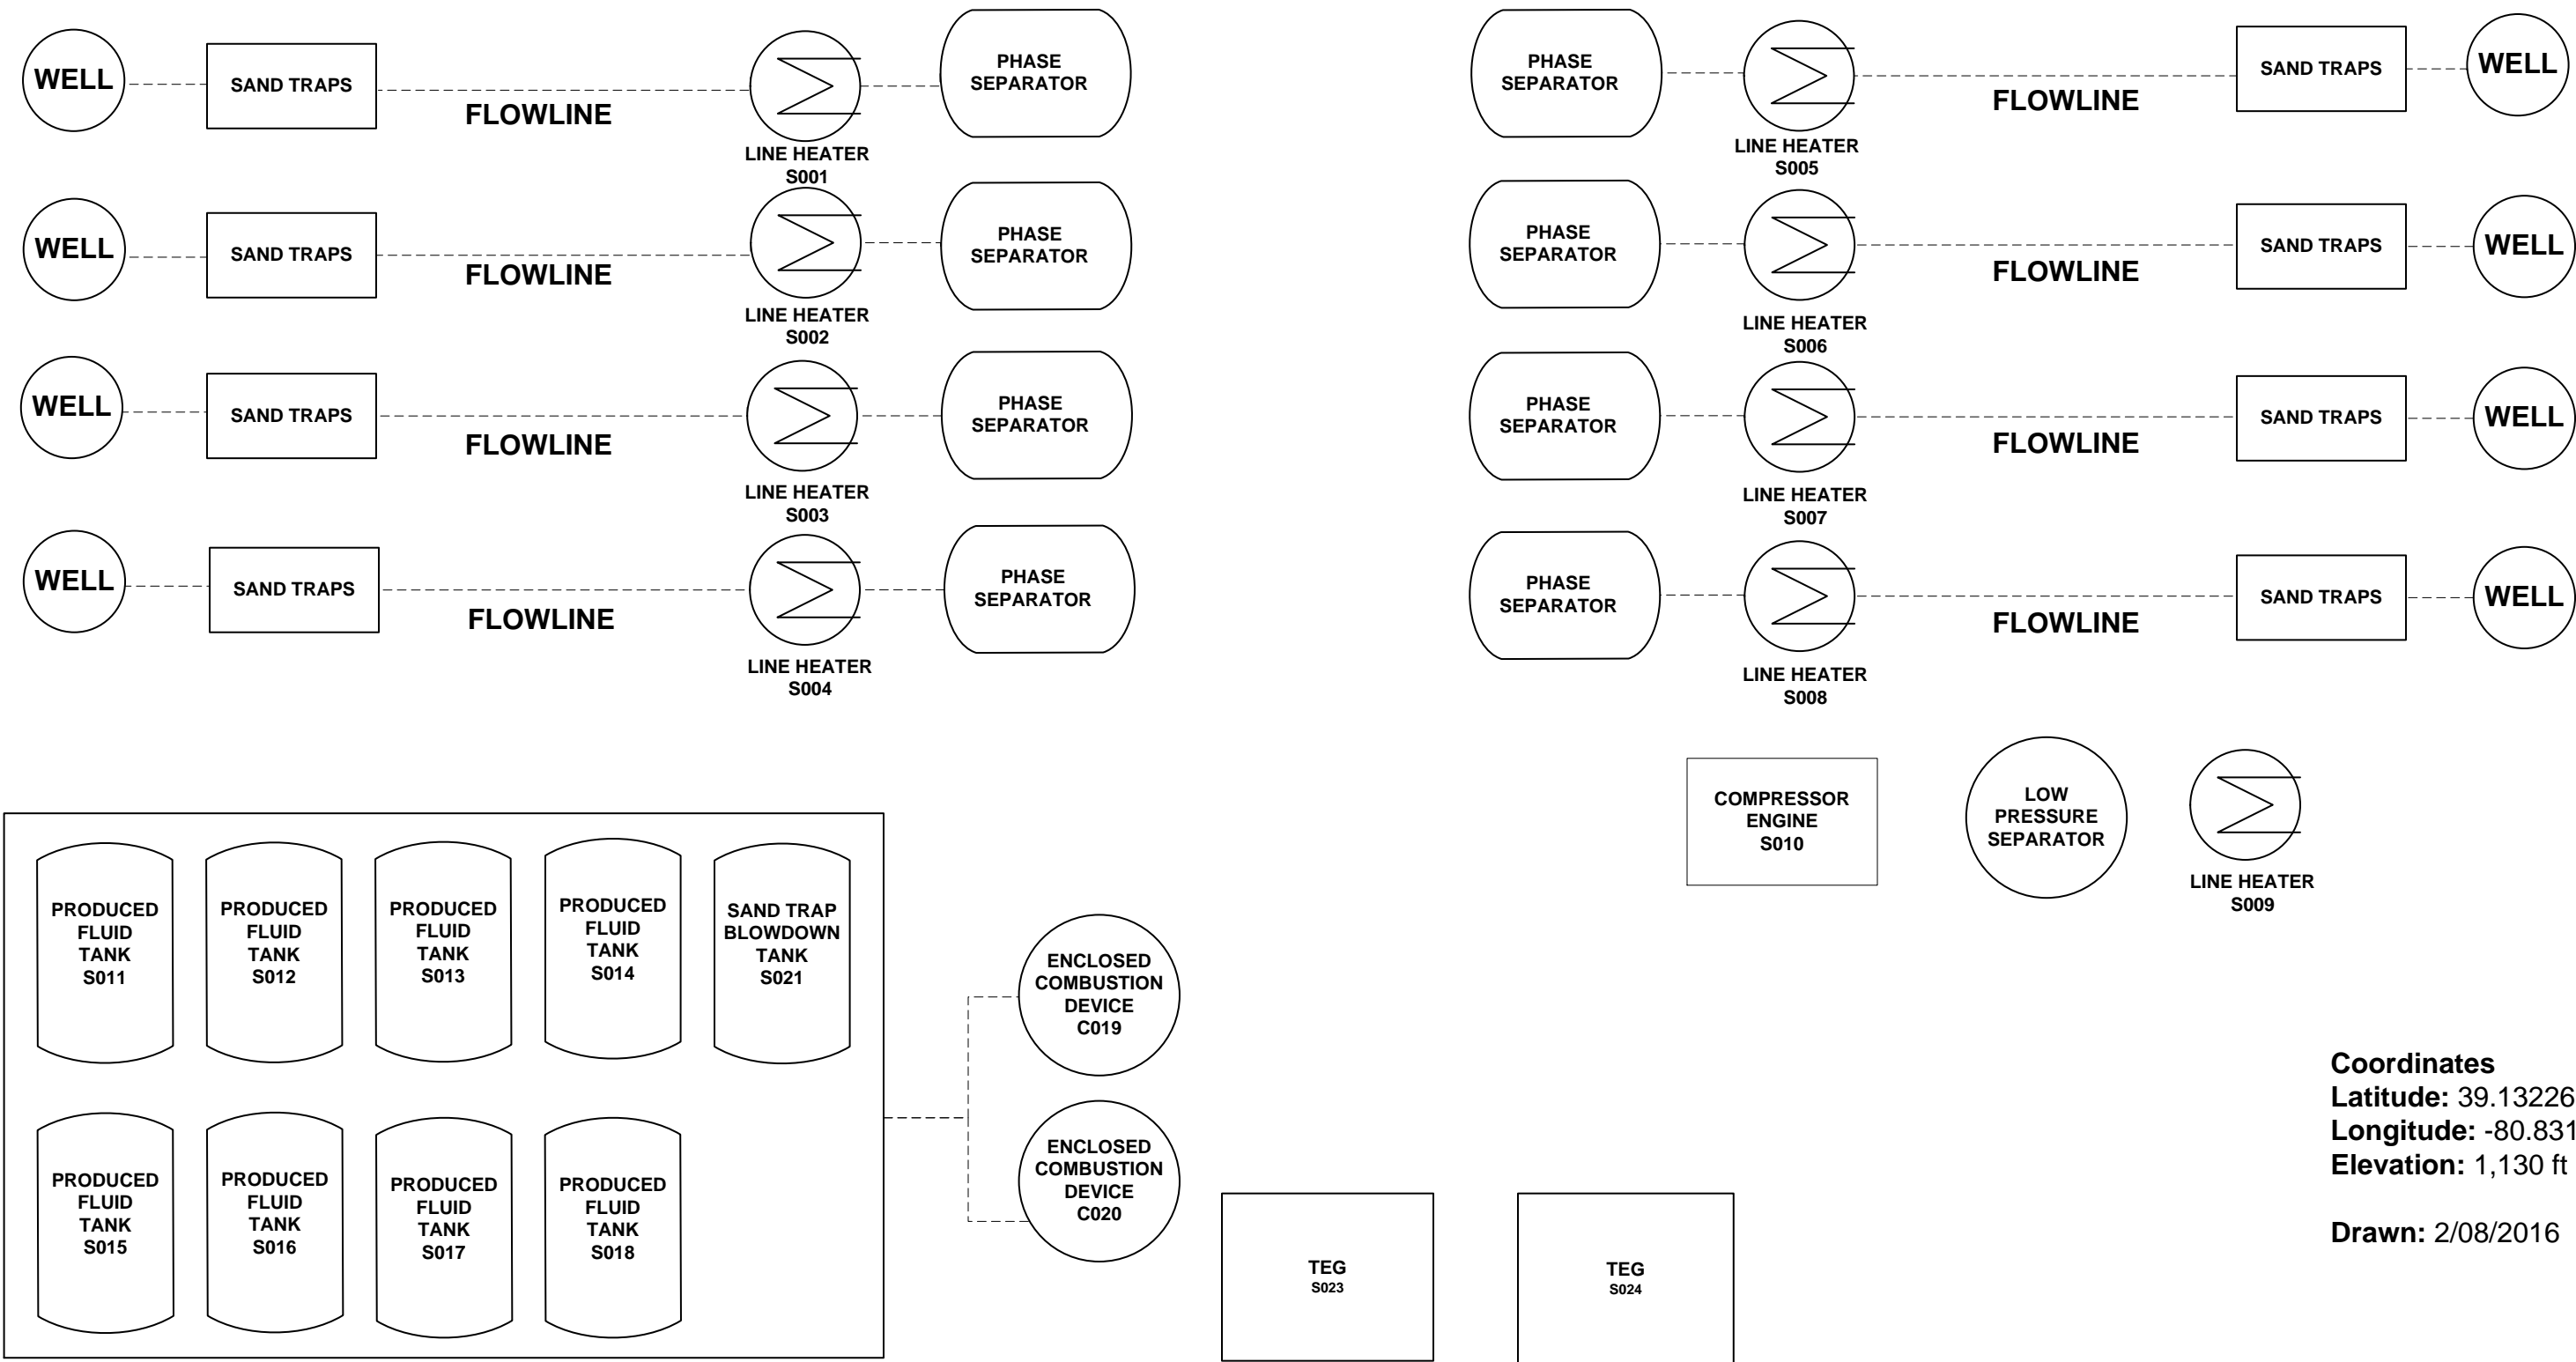 WELL
SAND TRAPS
FLOWLINE
LINE HEATER
S001
PHASE
SEPARATOR
PHASE
SEPARATOR
LINE HEATER
S005
FLOWLINE
SAND TRAPS
WELL
WELL
SAND TRAPS
FLOWLINE
LINE HEATER
S002
PHASE
SEPARATOR
PHASE
SEPARATOR
LINE HEATER
S006
FLOWLINE
SAND TRAPS
WELL
WELL
SAND TRAPS
FLOWLINE
LINE HEATER
S003
PHASE
SEPARATOR
PHASE
SEPARATOR
LINE HEATER
S007
FLOWLINE
SAND TRAPS
WELL
WELL
SAND TRAPS
FLOWLINE
LINE HEATER
S004
PHASE
SEPARATOR
PHASE
SEPARATOR
LINE HEATER
S008
FLOWLINE
SAND TRAPS
WELL
COMPRESSOR
ENGINE
S010
LOW
PRESSURE
SEPARATOR
LINE HEATER
S009
PRODUCED
FLUID
TANK
S011
PRODUCED
FLUID
TANK
S012
PRODUCED
FLUID
TANK
S013
PRODUCED
FLUID
TANK
S014
SAND TRAP
BLOWDOWN
TANK
S021
ENCLOSED
COMBUSTION
DEVICE
C019
PRODUCED
FLUID
TANK
S015
PRODUCED
FLUID
TANK
S016
PRODUCED
FLUID
TANK
S017
PRODUCED
FLUID
TANK
S018
ENCLOSED
COMBUSTION
DEVICE
C020
TEG
S023
TEG
S024
Coordinates
Latitude: 39.13226
Longitude: -80.831
Elevation: 1,130 ft
Drawn: 2/08/2016